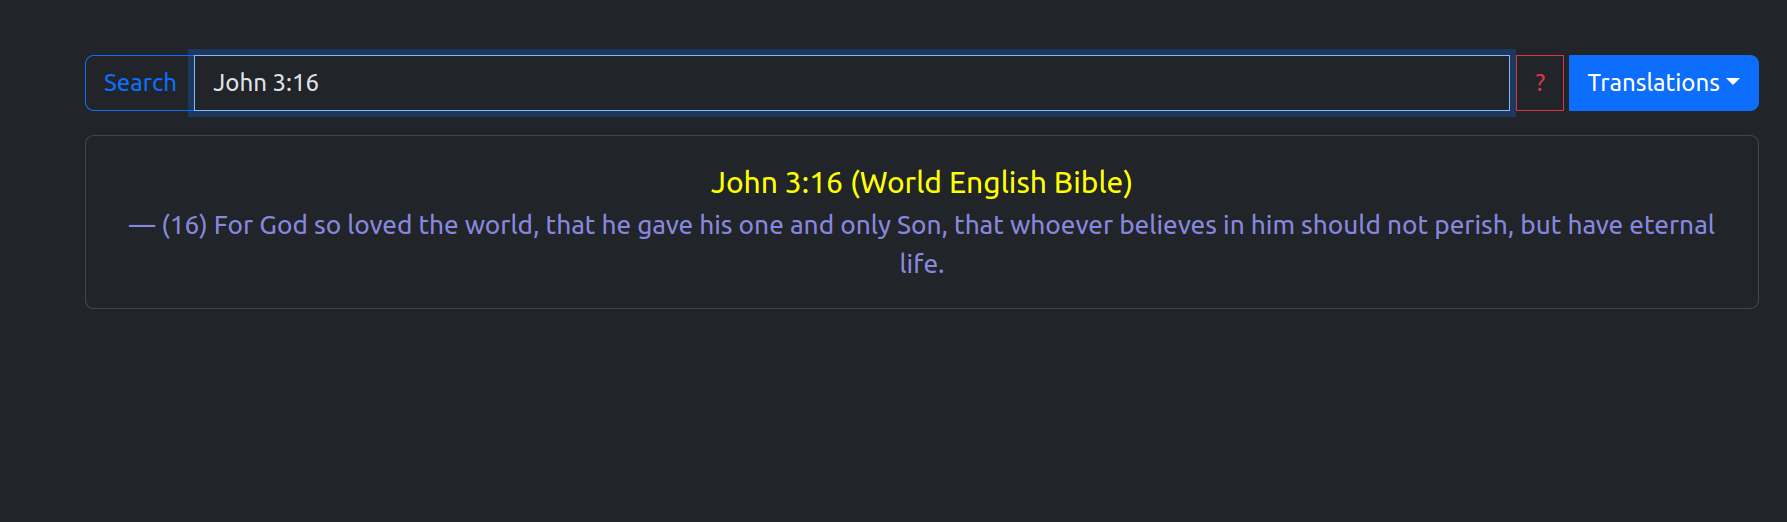 Search John 3:16 ? Translations
John 3:16 (World English Bible)
— (16) For God so loved the world, that he gave his one and only Son, that whoever believes in him should not perish, but have eternal
life.